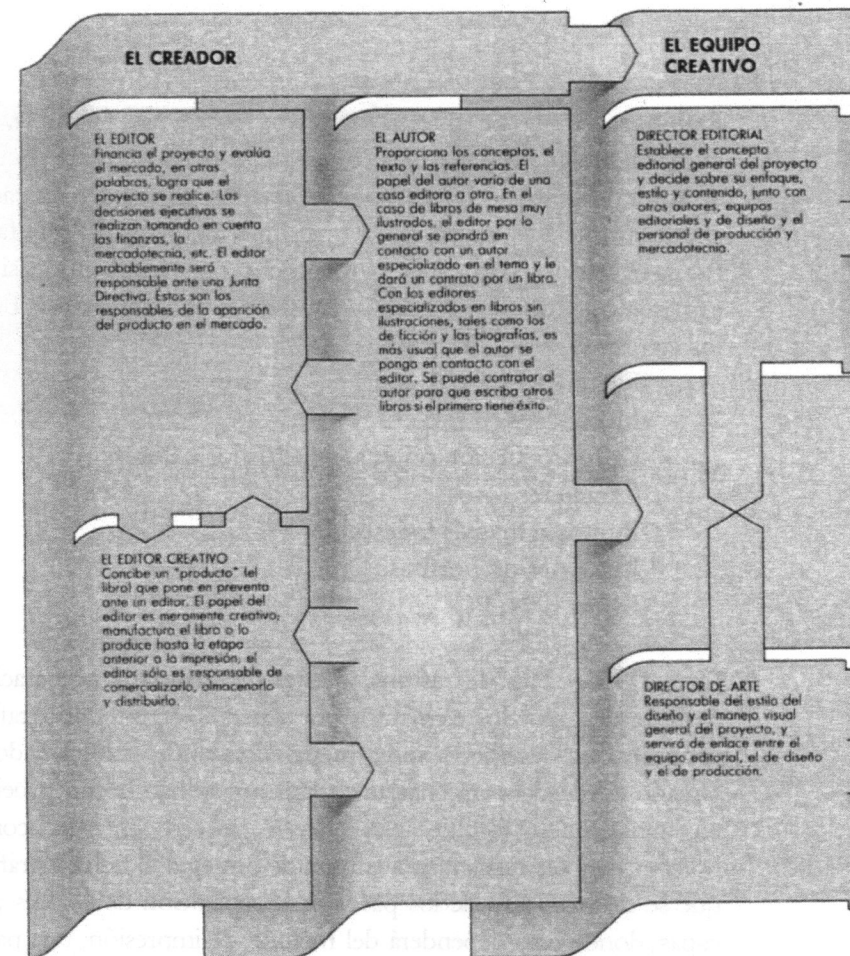 EL CREADOR
EL EDITOR
Financia el proyecto y evalúa
el mercado, en otras
palabras, logra que el
proyecto se realice. Las
decisiones ejecutivas se
realizan tomando en cuenta
las finanzas, la
mercadotecnia, etc. El editor
probablemente será
responsable ante una Junta
Directiva. Éstos son los
responsables de la aparición
del producto en el mercado.
EL EDITOR CREATIVO
Concibe un "producto" (el
libro) que pone en preventa
ante un editor. El papel del
editor es meramente creativo;
manufactura el libro o lo
produce hasta la etapa
anterior a la impresión; el
editor sólo es responsable de
comercializarlo, almacenarlo
y distribuirlo.
EL AUTOR
Proporciona los conceptos, el
texto y las referencias. El
papel del autor varía de una
casa editora a otra. En el
caso de libros de mesa muy
ilustrados, el editor por lo
general se pondrá en
contacto con un autor
especializado en el tema y le
dará un contrato por un libro.
Con los editores
especializados en libros sin
ilustraciones, tales como los
de ficción y las biografías, es
más usual que el autor se
ponga en contacto con el
editor. Se puede contratar al
autor para que escriba otros
libros si el primero tiene éxito.
EL EQUIPO
CREATIVO
DIRECTOR EDITORIAL
Establece el concepto
editorial general del proyecto
y decide sobre su enfoque,
estilo y contenido, junto con
otros autores, equipos
editoriales y de diseño y el
personal de producción y
mercadotecnia.
DIRECTOR DE ARTE
Responsable del estilo del
diseño y el manejo visual
general del proyecto, y
servirá de enlace entre el
equipo editorial, el de diseño
y el de producción.